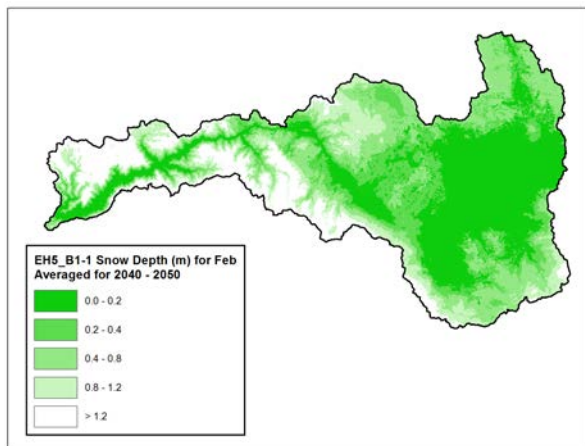 EH5_B1-1 Snow Depth (m) for Feb
Averaged for 2040 - 2050
0.0 - 0.2
0.2 - 0.4
0.4 - 0.8
0.8 - 1.2
> 1.2